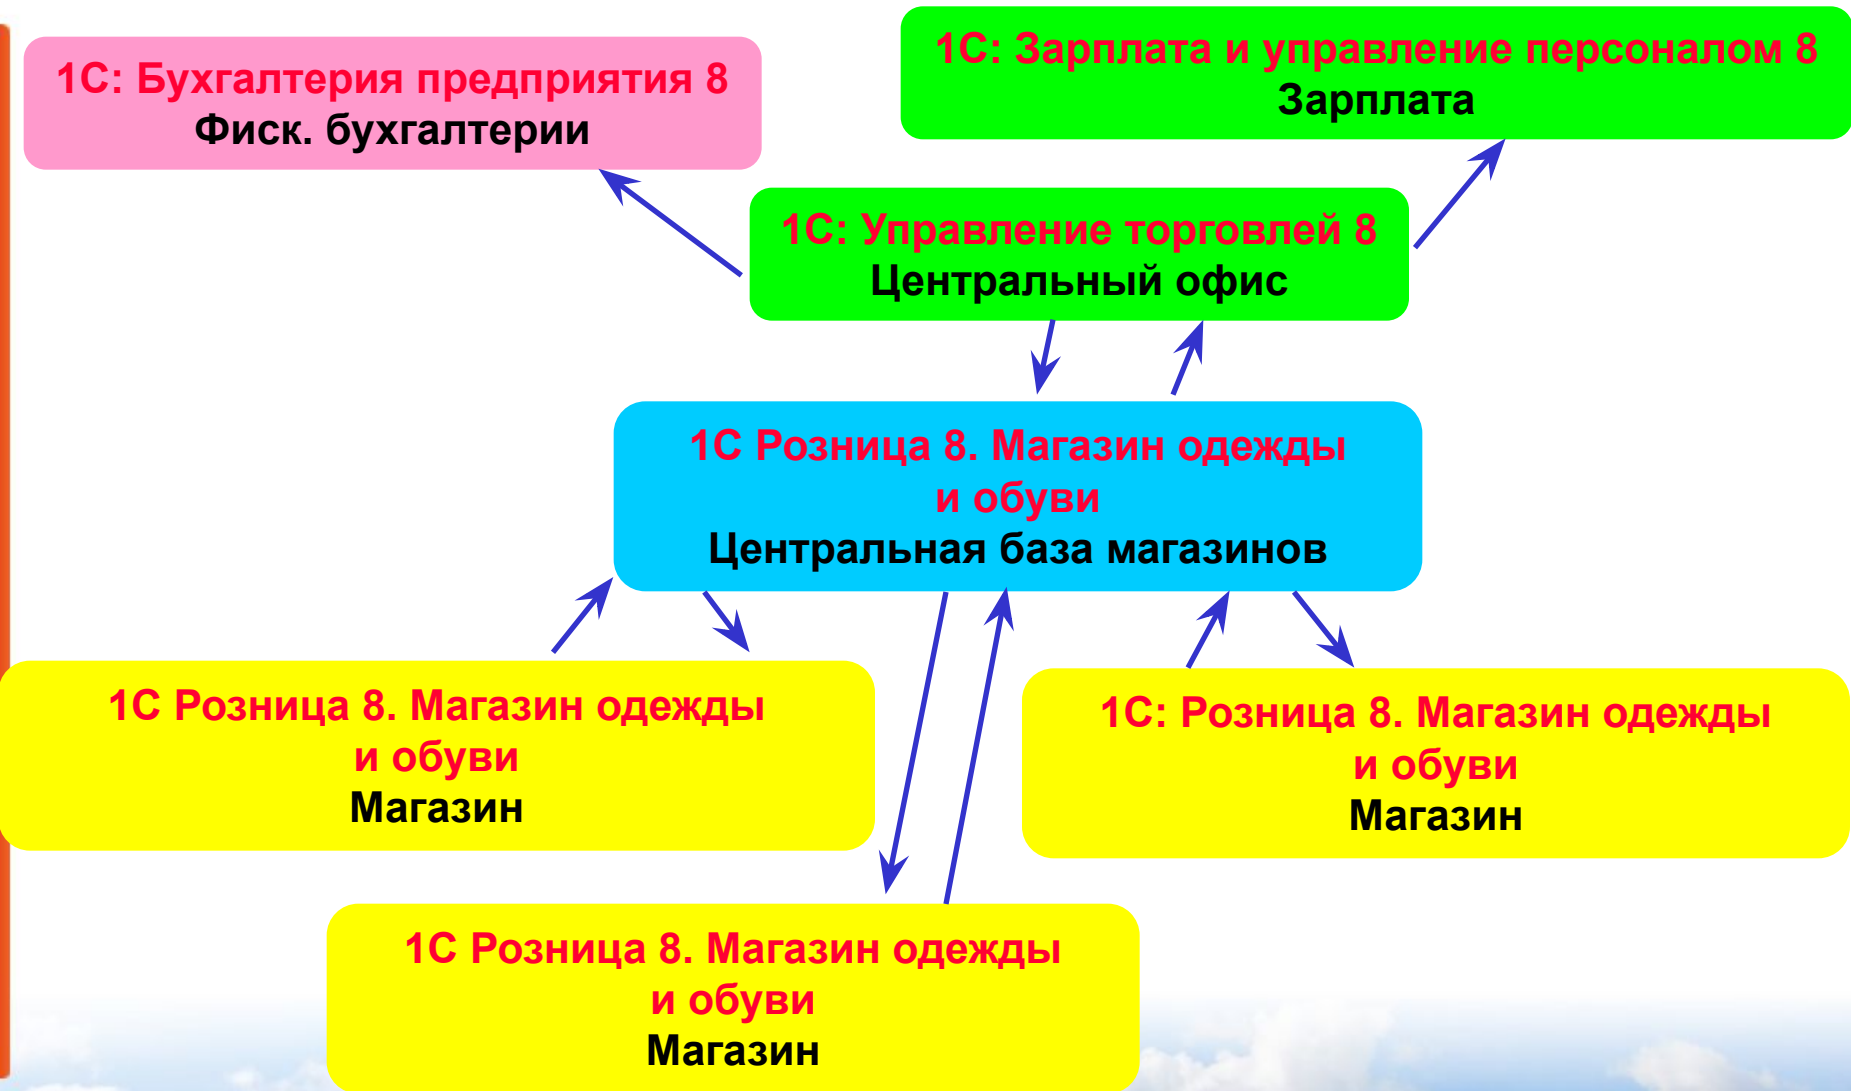 1С: Бухгалтерия предприятия 8
Фиск. бухгалтерии
1С: Зарплата и управление персоналом 8
Зарплата
1С: Управление торговлей 8
Центральный офис
1С Розница 8. Магазин одежды
и обуви
Центральная база магазинов
1С Розница 8. Магазин одежды
и обуви
Магазин
1С: Розница 8. Магазин одежды
и обуви
Магазин
1С Розница 8. Магазин одежды
и обуви
Магазин